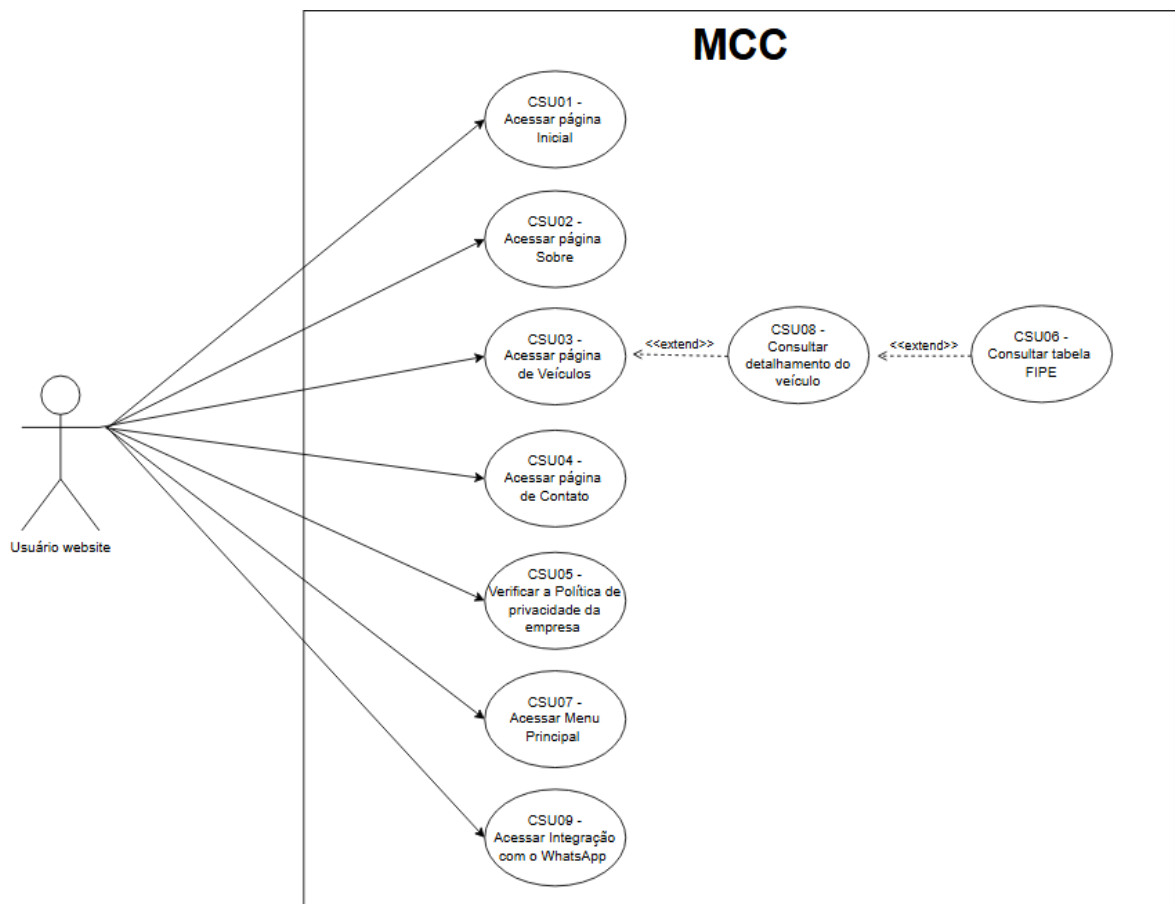 MCC
CSU01 -
Acessar página
Inicial
CSU02 -
Acessar página
Sobre
CSU03 -
Acessar página
de Veículos
<<extend>>
CSU08 -
Consultar
detalhamento do
veículo
<<extend>>
CSU06 -
Consultar tabela
FIPE
CSU04 -
Acessar página
de Contato
Usuário website
CSU05 -
Verificar a Política de
privacidade da
empresa
CSU07 -
Acessar Menu
Principal
CSU09 -
Acessar Integração
com o WhatsApp